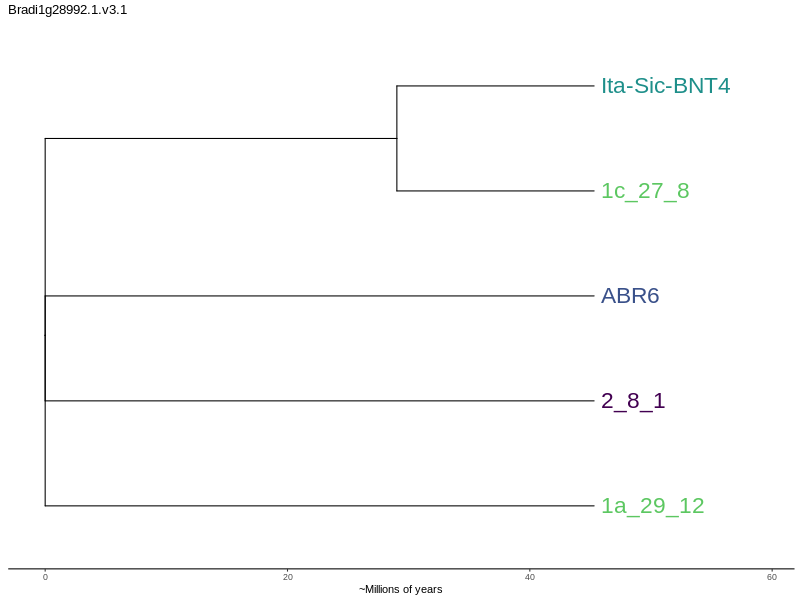 Bradi1g28992.1.v3.1
Ita-Sic-BNT4
1c_27_8
ABR6
2_8_1
1a_29_12
0 20 40 60
~Millions of years